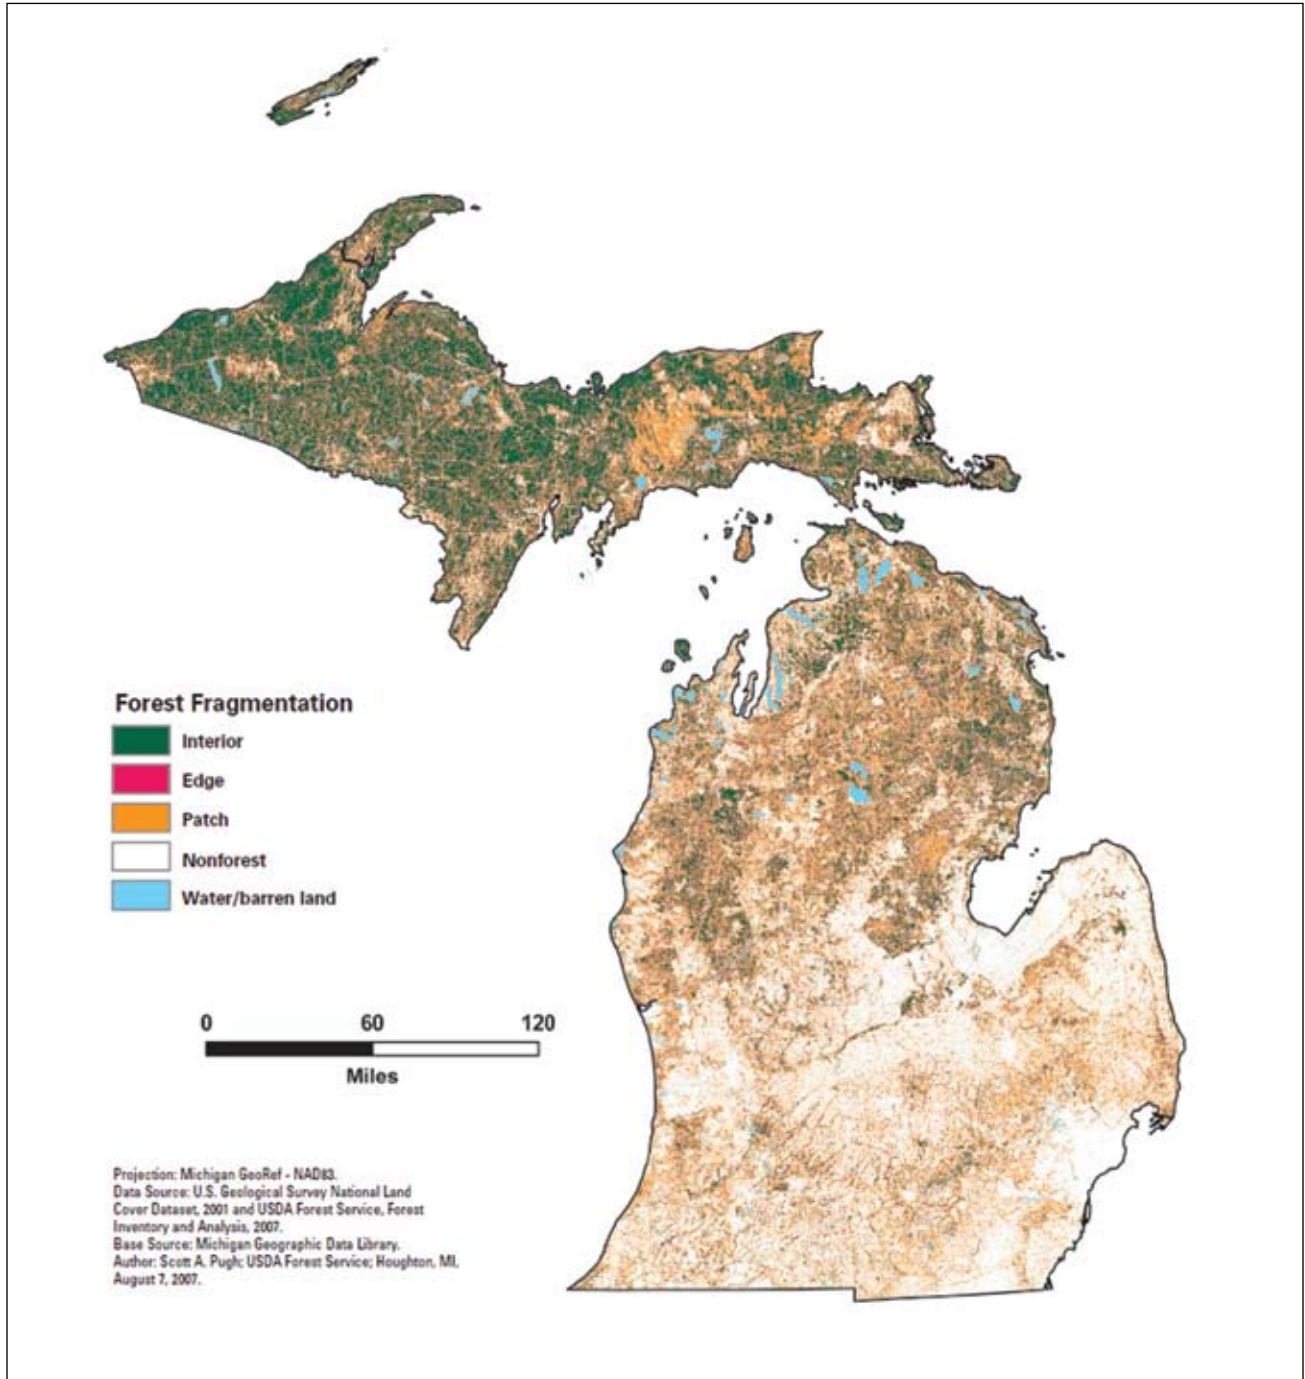 Forest Fragmentation
Interior
Edge
Patch
Nonforest
Water/barren land
0 60 120
Miles
Projection: Michigan GeoRef - NAD83.
Data Source: U.S. Geological Survey National Land
Cover Dataset, 2001 and USDA Forest Service, Forest
Inventory and Analysis, 2007.
Base Source: Michigan Geographic Data Library.
Author: Scott A. Pugh; USDA Forest Service; Houghton, MI,
August 7, 2007.